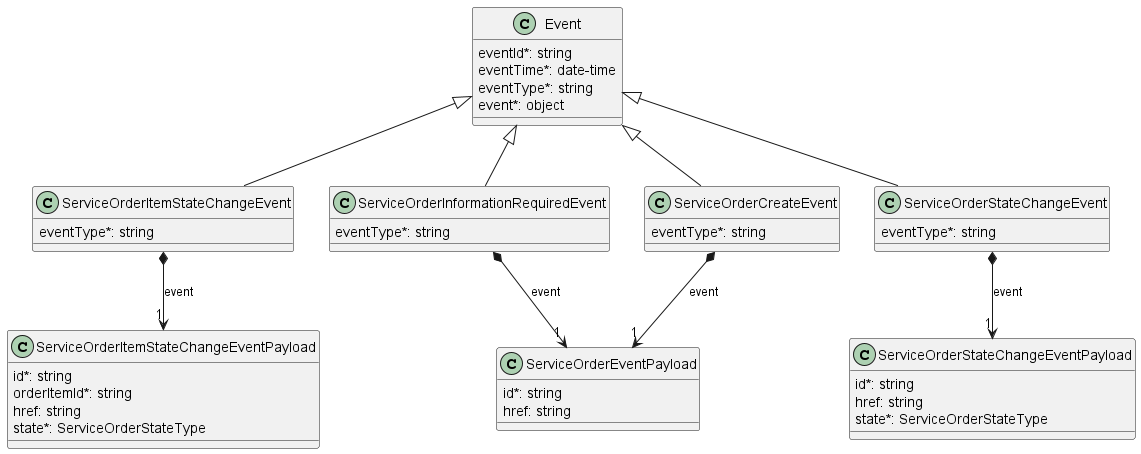 C Event
eventId*: string
eventTime*: date-time
eventType*: string
event*: object
C ServiceOrderItemStateChangeEvent
eventType*: string
C ServiceOrderInformationRequiredEvent
eventType*: string
C ServiceOrderCreateEvent
eventType*: string
C ServiceOrderStateChangeEvent
eventType*: string
event
1
event
1
event
1
event
1
C ServiceOrderItemStateChangeEventPayload
id*: string
orderItemId*: string
href: string
state*: ServiceOrderStateType
C ServiceOrderEventPayload
id*: string
href: string
C ServiceOrderStateChangeEventPayload
id*: string
href: string
state*: ServiceOrderStateType